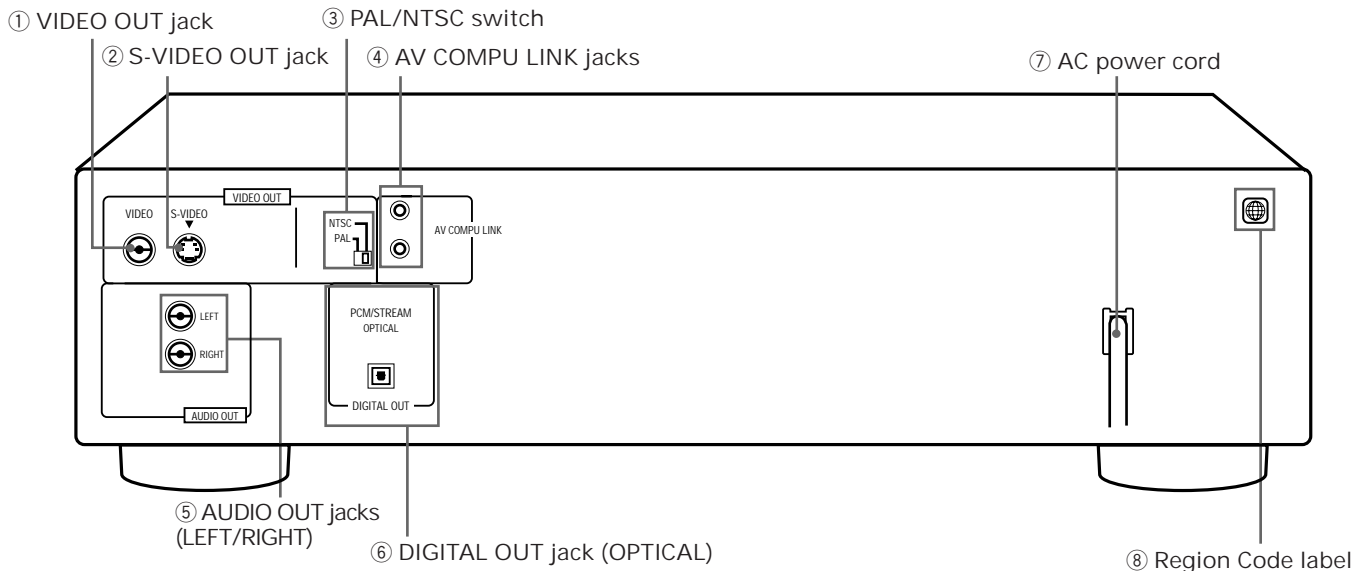 ① VIDEO OUT jack
② S-VIDEO OUT jack
③ PAL/NTSC switch
④ AV COMPU LINK jacks
⑦ AC power cord
VIDEO OUT
VIDEO
S-VIDEO
NTSC
PAL
AV COMPU LINK
LEFT
RIGHT
AUDIO OUT
PCM/STREAM
OPTICAL
DIGITAL OUT
⑤ AUDIO OUT jacks
(LEFT/RIGHT)
⑥ DIGITAL OUT jack (OPTICAL)
⑧ Region Code label